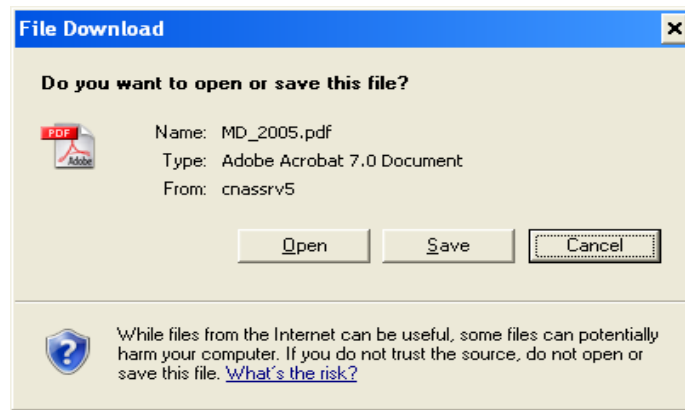 File Download
Do you want to open or save this file?
PDF
Adobe
Name: MD_2005.pdf
Type: Adobe Acrobat 7.0 Document
From: cnassrv5
Open
Save
Cancel
While files from the Internet can be useful, some files can potentially
harm your computer. If you do not trust the source, do not open or
save this file. What's the risk?